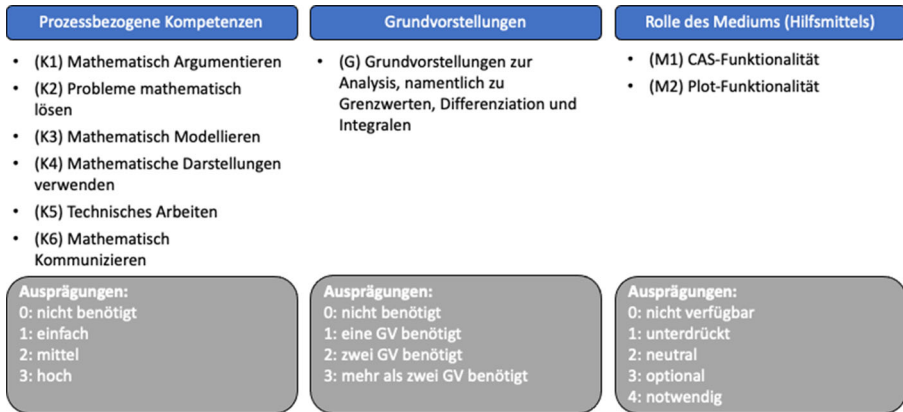 Prozessbezogene Kompetenzen
• (K1) Mathematisch Argumentieren
• (K2) Probleme mathematisch
lösen
• (K3) Mathematisch Modellieren
• (K4) Mathematische Darstellungen
verwenden
• (K5) Technisches Arbeiten
• (K6) Mathematisch
Kommunizieren
Ausprägungen:
0: nicht benötigt
1: einfach
2: mittel
3: hoch
Grundvorstellungen
• (G) Grundvorstellungen zur
Analysis, namentlich zu
Grenzwerten, Differenziation und
Integralen
Ausprägungen:
0: nicht benötigt
1: eine GV benötigt
2: zwei GV benötigt
3: mehr als zwei GV benötigt
Rolle des Mediums (Hilfsmittels)
• (M1) CAS-Funktionalität
• (M2) Plot-Funktionalität
Ausprägungen:
0: nicht verfügbar
1: unterdrückt
2: neutral
3: optional
4: notwendig